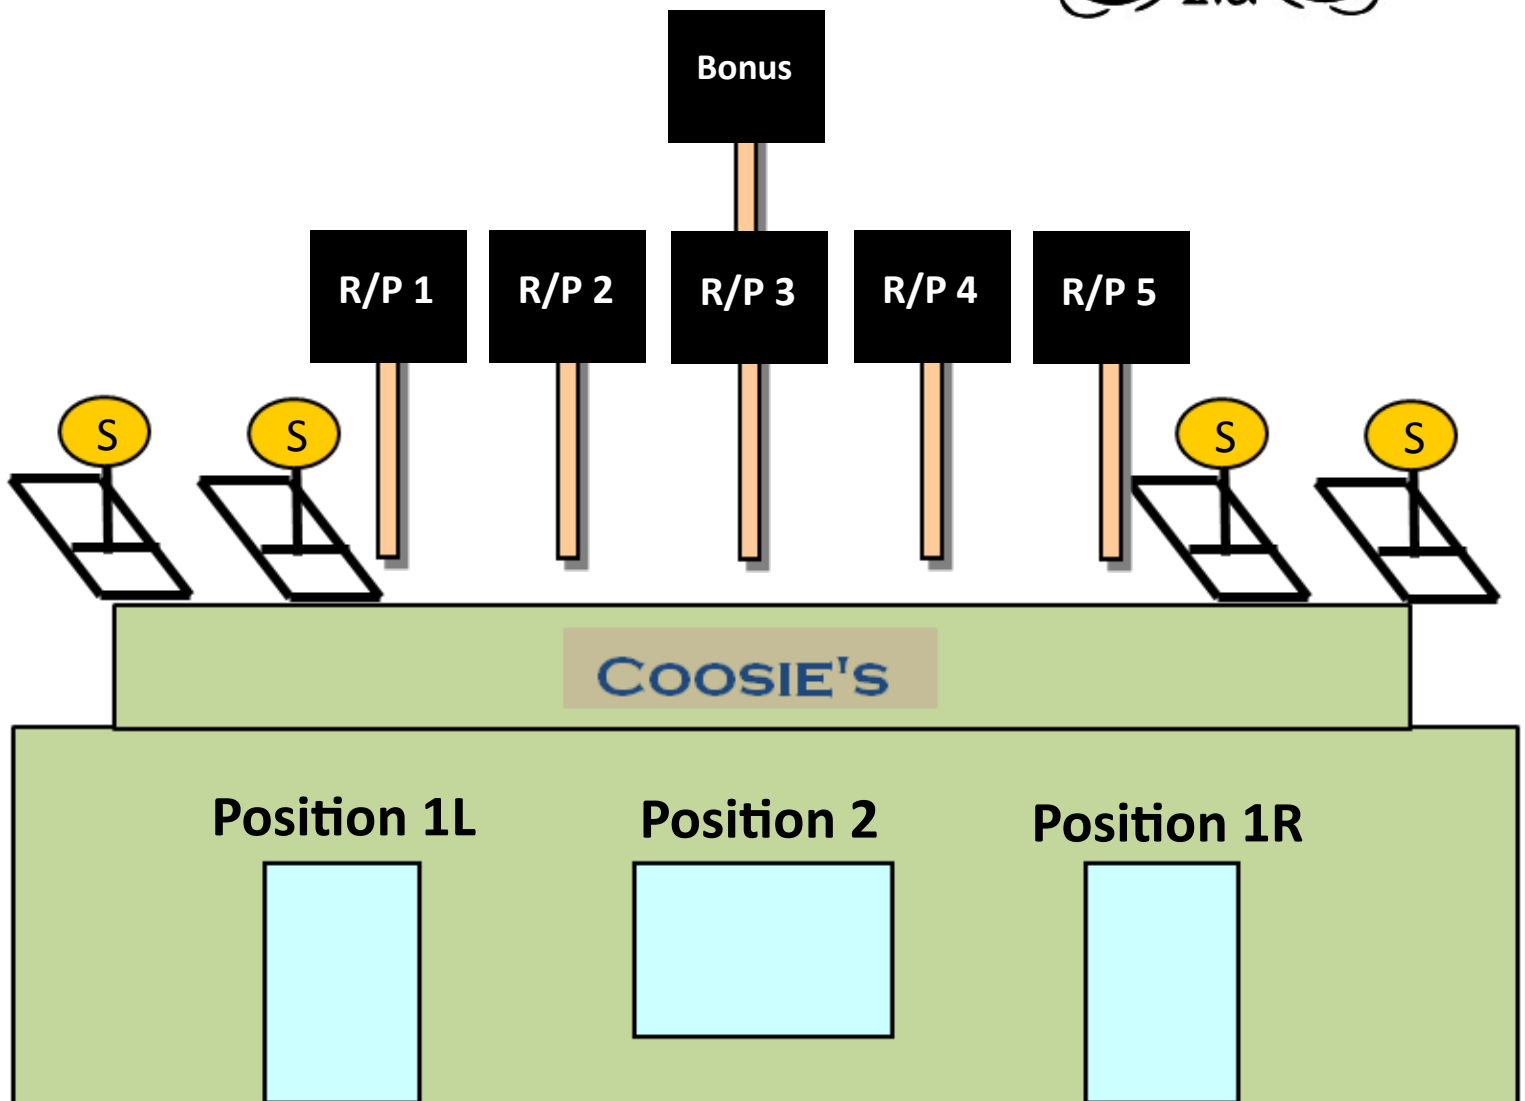 Bonus
R/P 1
R/P 2
R/P 3
R/P 4
R/P 5
S
S
S
S
Coosie's
Position 1L
Position 2
Position 1R